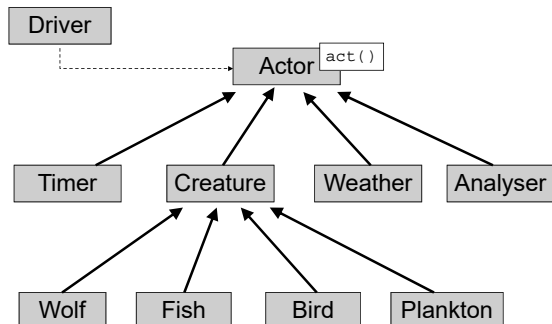 Driver
Actor
act()
Timer
Creature
Weather
Analyser
Wolf
Fish
Bird
Plankton